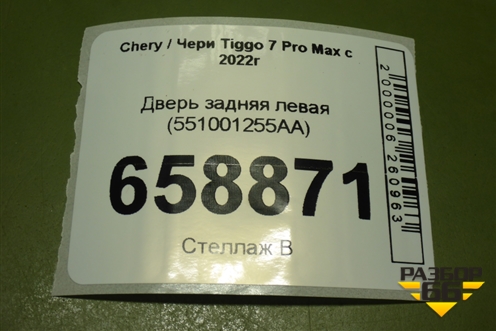 Chery / Чери Tiggo 7 Pro Max с
2022г
Дверь задняя левая
(551001255AA)
658871
Стеллаж В
2000006260963
РАЗБОР
66